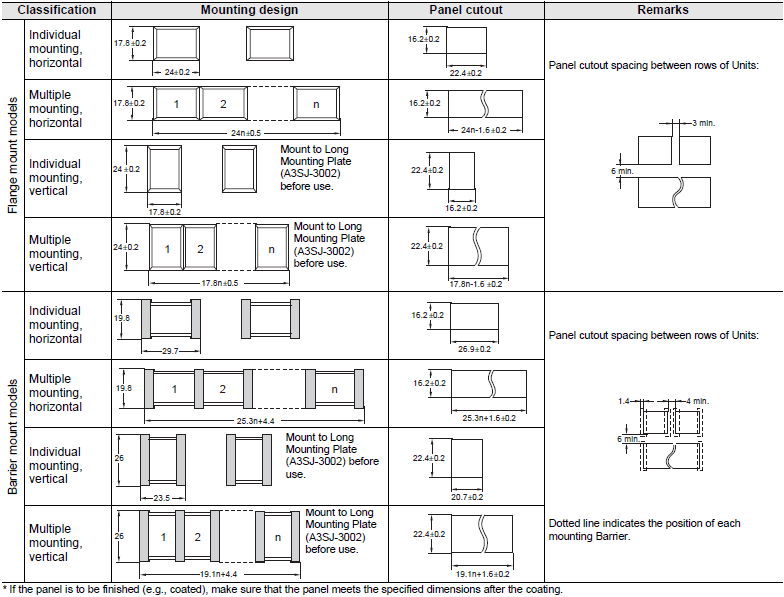 Classification Mounting design Panel cutout Remarks
Flange mount models
Individual
mounting,
horizontal
17.8±0.2
24±0.2
16.2±0.2
22.4±0.2
Multiple
mounting,
horizontal
17.8±0.2
1 2 n
24n±0.5
16.2±0.2
24n-1.6±0.2
Individual
mounting,
vertical
24±0.2
17.8±0.2
Mount to Long
Mounting Plate
(A3SJ-3002)
before use.
22.4±0.2
16.2±0.2
Multiple
mounting,
vertical
24±0.2
1 2 n
17.8n±0.5
Mount to Long
Mounting Plate
(A3SJ-3002)
before use.
22.4±0.2
17.8n-1.6 ±0.2
Panel cutout spacing between rows of Units:
3 min.
6 min.
Barrier mount models
Individual
mounting,
horizontal
19.8
29.7
16.2±0.2
26.9±0.2
Multiple
mounting,
horizontal
19.8
1 2 n
25.3n+4.4
16.2±0.2
25.3n+1.6±0.2
Individual
mounting,
vertical
26
23.5
Mount to Long
Mounting Plate
(A3SJ-3002) before
use.
22.4±0.2
20.7±0.2
Multiple
mounting,
vertical
26
1 2 n
19.1n+4.4
Mount to Long
Mounting Plate
(A3SJ-3002)
before use.
22.4±0.2
19.1n+1.6±0.2
Panel cutout spacing between rows of Units:
1.4 4 min.
6 min.
Dotted line indicates the position of each
mounting Barrier.
* If the panel is to be finished (e.g., coated), make sure that the panel meets the specified dimensions after the coating.